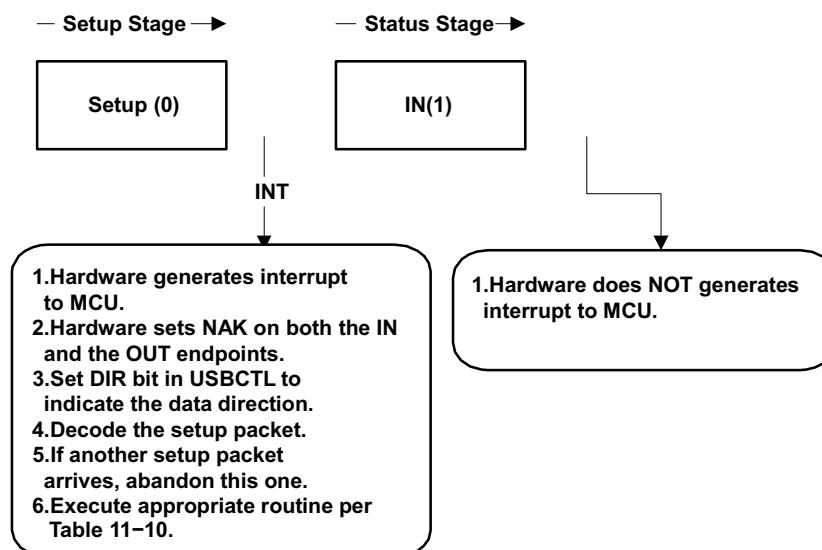 Setup Stage
Status Stage
Setup (0)
IN(1)
INT
1.Hardware generates interrupt
to MCU.
2.Hardware sets NAK on both the IN
and the OUT endpoints.
3.Set DIR bit in USBCTL to
indicate the data direction.
4.Decode the setup packet.
5.If another setup packet
arrives, abandon this one.
6.Execute appropriate routine per
Table 11−10.
1.Hardware does NOT generates
interrupt to MCU.